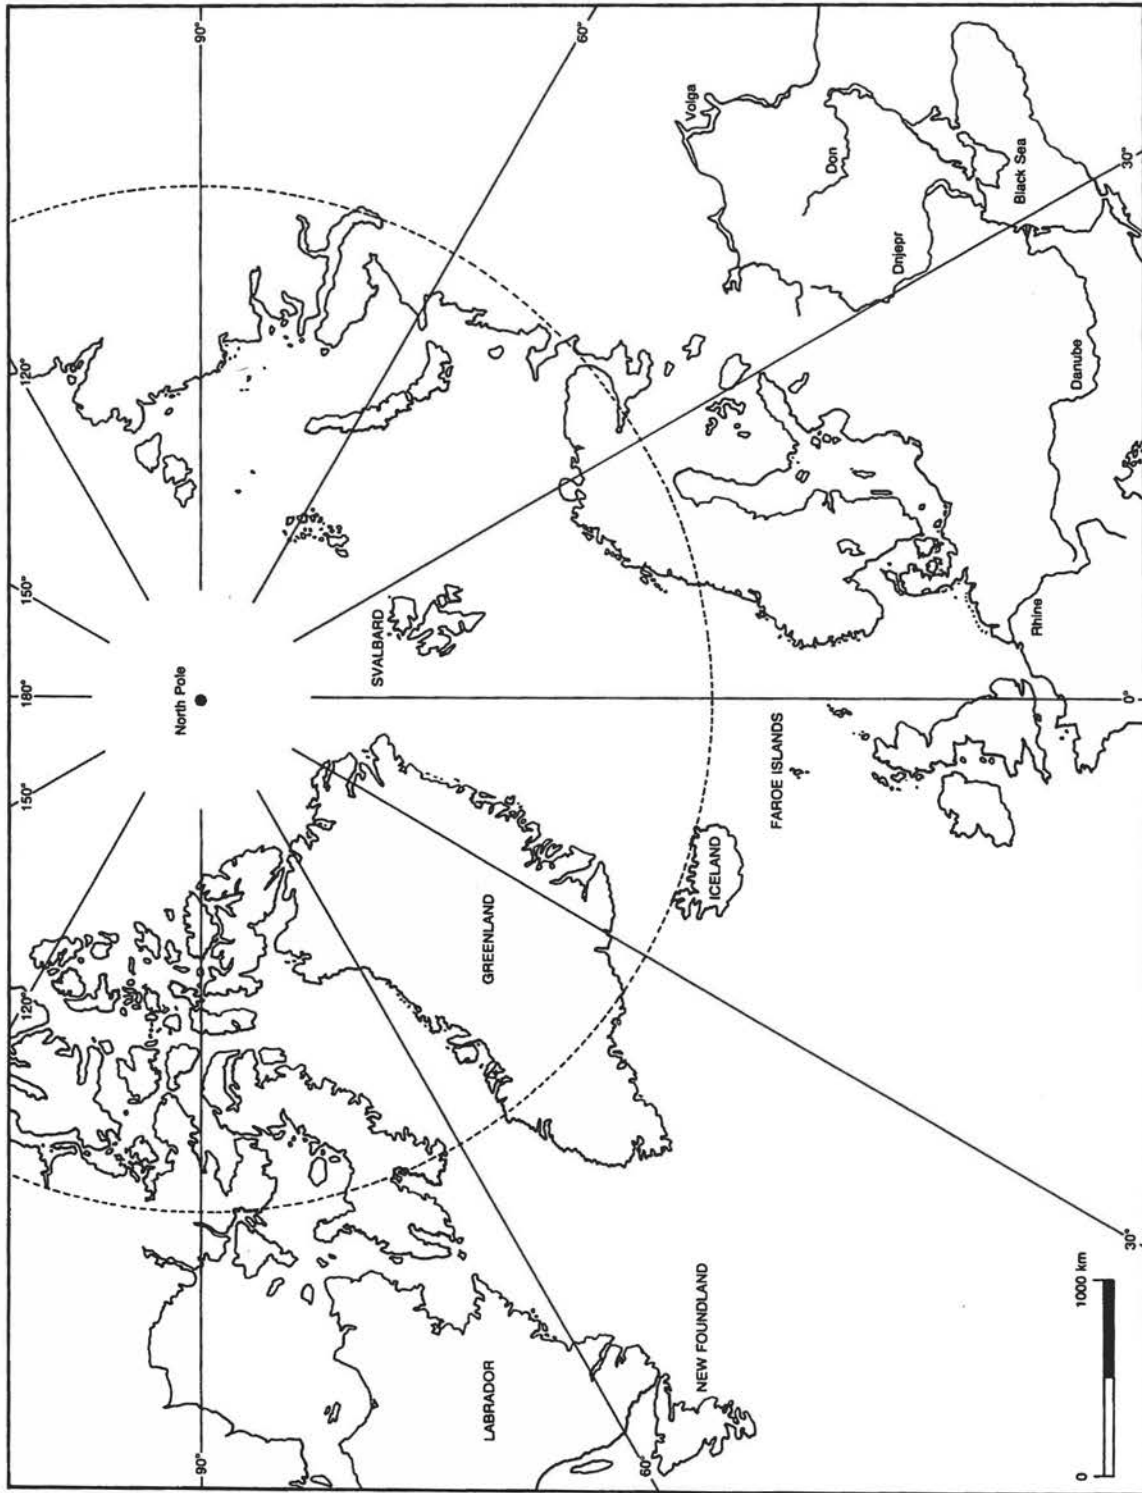 90°
60°
30°
0°
30°
60°
90°
120°
150°
180°
150°
120°
North Pole
SVALBARD
GREENLAND
ICELAND
FAROE ISLANDS
LABRADOR
NEW FOUNDLAND
Volga
Don
Dnjepr
Black Sea
Danube
Rhine
0
1000 km